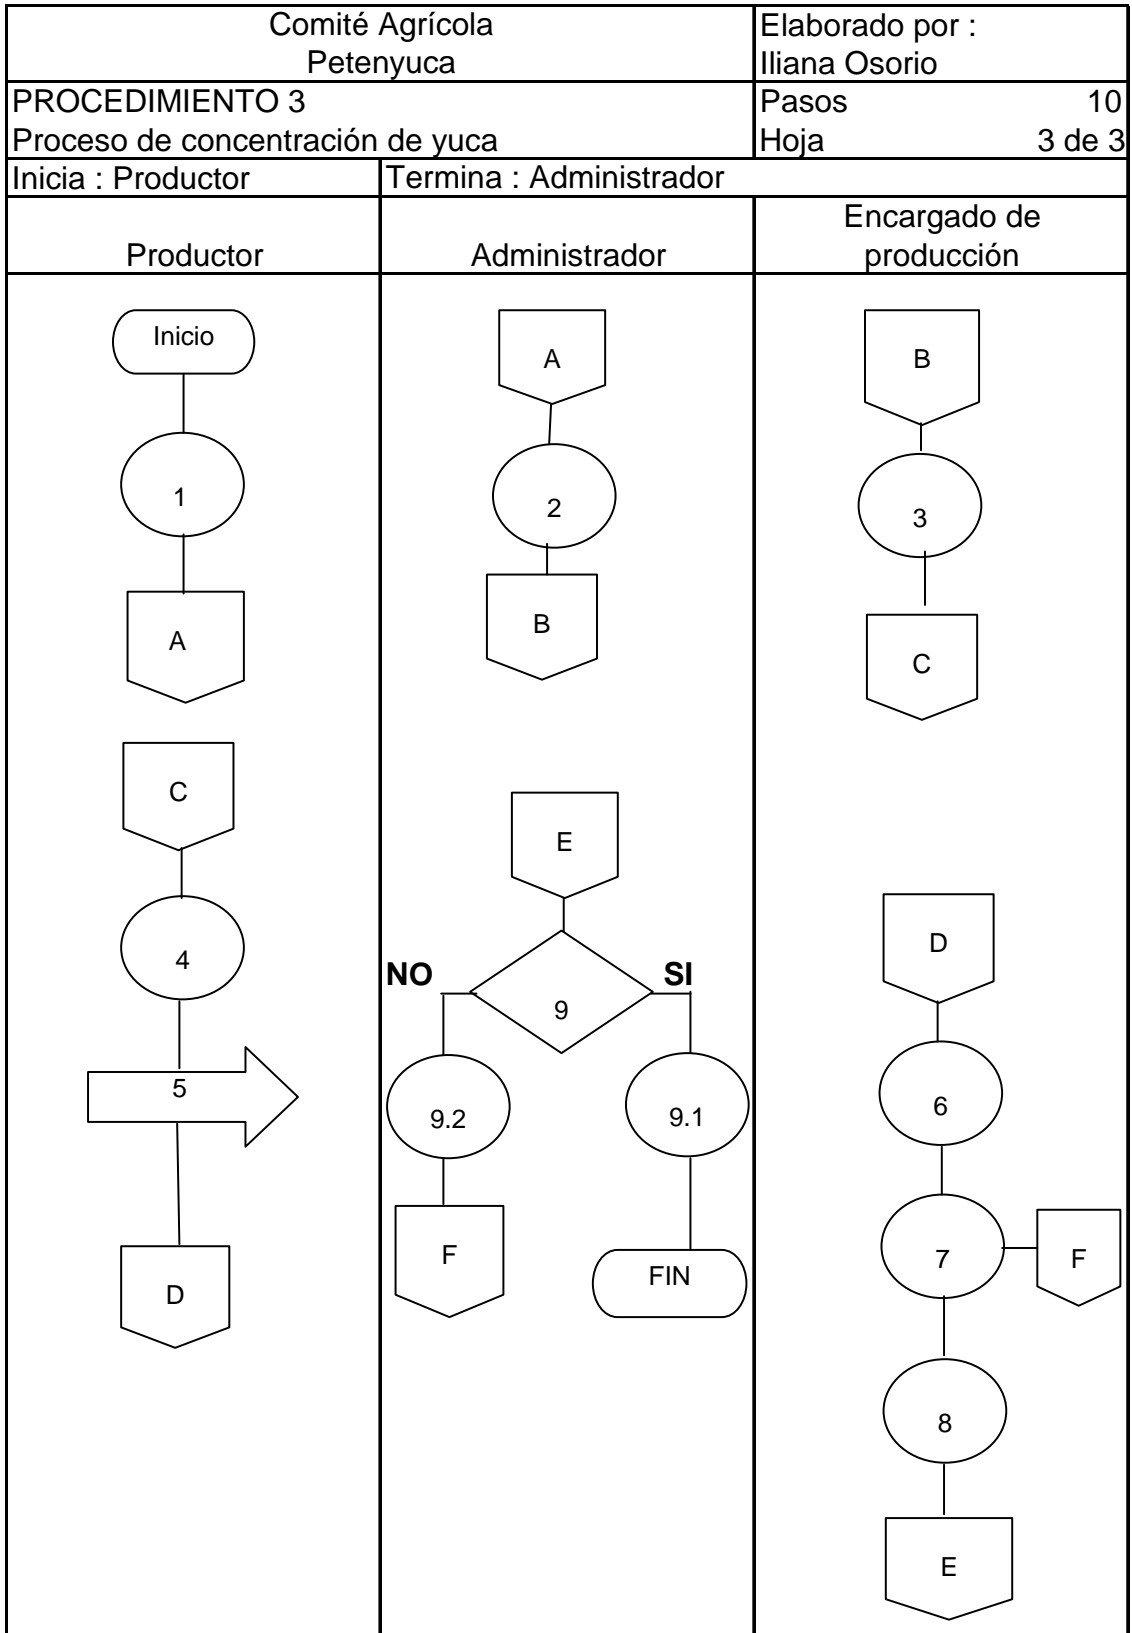 Comité Agrícola
Petenyuca
Elaborado por :
Iliana Osorio
PROCEDIMIENTO 3
Proceso de concentración de yuca
Pasos 10
Hoja 3 de 3
Inicia : Productor
Termina : Administrador
Productor
Administrador
Encargado de
producción
Inicio
1
A
C
4
5
D
A
2
B
E
NO
SI
9
9.2
9.1
F
FIN
B
3
C
D
6
7
F
8
E